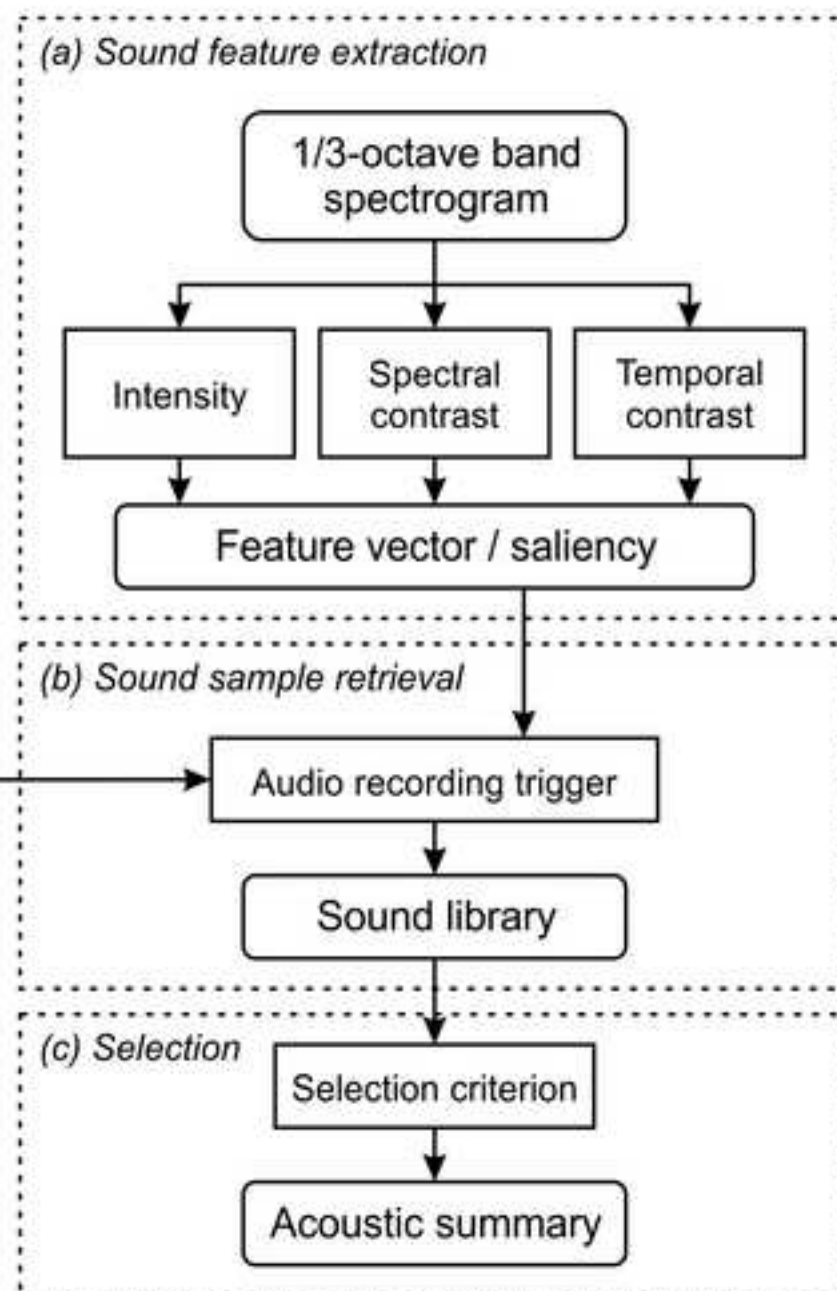 (a) Sound feature extraction
1/3-octave band
spectrogram
Intensity
Spectral
contrast
Temporal
contrast
Feature vector / saliency
(b) Sound sample retrieval
Audio recording trigger
Sound library
(c) Selection
Selection criterion
Acoustic summary